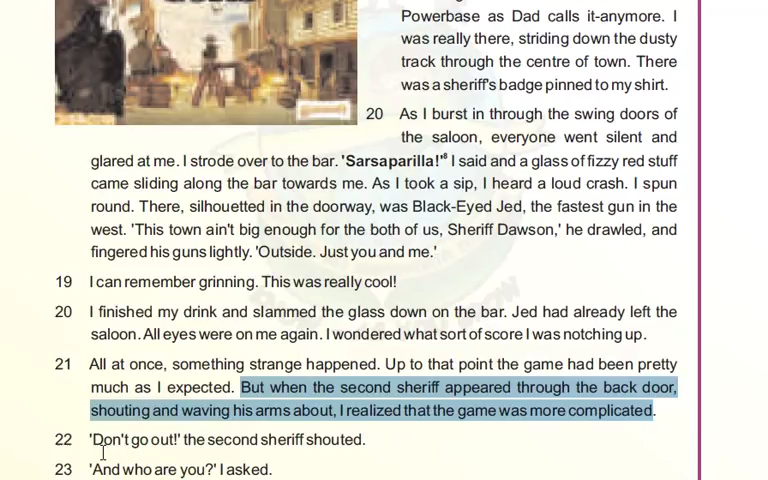 Powerbase as Dad calls it-anymore. I
was really there, striding down the dusty
track through the centre of town. There
was a sheriff's badge pinned to my shirt.
20 As I burst in through the swing doors of
the saloon, everyone went silent and
glared at me. I strode over to the bar. 'Sarsaparilla!'⁶ I said and a glass of fizzy red stuff
came sliding along the bar towards me. As I took a sip, I heard a loud crash. I spun
round. There, silhouetted in the doorway, was Black-Eyed Jed, the fastest gun in the
west. 'This town ain't big enough for the both of us, Sheriff Dawson,' he drawled, and
fingered his guns lightly. 'Outside. Just you and me.'
19 I can remember grinning. This was really cool!
20 I finished my drink and slammed the glass down on the bar. Jed had already left the
saloon. All eyes were on me again. I wondered what sort of score I was notching up.
21 All at once, something strange happened. Up to that point the game had been pretty
much as I expected. But when the second sheriff appeared through the back door,
shouting and waving his arms about, I realized that the game was more complicated.
22 'Don't go out!' the second sheriff shouted.
23 'And who are you?' I asked.